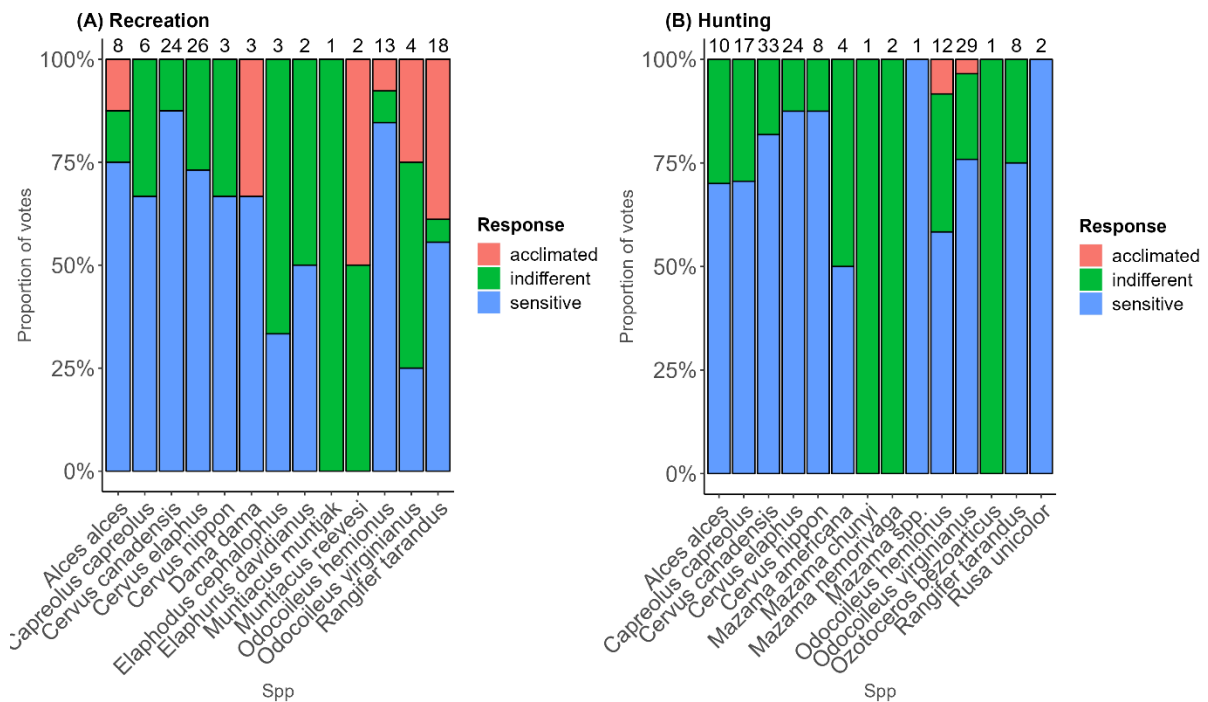 (A) Recreation
8 6 24 26 3 3 3 2 1 2 13 4 18
100%
75%
50%
25%
0%
Proportion of votes
Alces alces
Capreolus capreolus
Cervus canadensis
Cervus elaphus
Cervus nippon
Dama dama
Elaphodus cephalophus
Elaphurus davidianus
Muntiacus muntjak
Muntiacus reevesi
Odocoileus hemionus
Odocoileus virginianus
Rangifer tarandus
Spp
Response
acclimated
indifferent
sensitive
(B) Hunting
10 17 33 24 8 4 1 2 1 12 29 1 8 2
100%
75%
50%
25%
0%
Proportion of votes
Alces alces
Capreolus capreolus
Cervus canadensis
Cervus elaphus
Cervus nippon
Mazama americana
Mazama chunyi
Mazama nemorivaga
Mazama spp.
Odocoileus hemionus
Odocoileus virginianus
Ozotoceros bezoarticus
Rangifer tarandus
Rusa unicolor
Spp
Response
acclimated
indifferent
sensitive